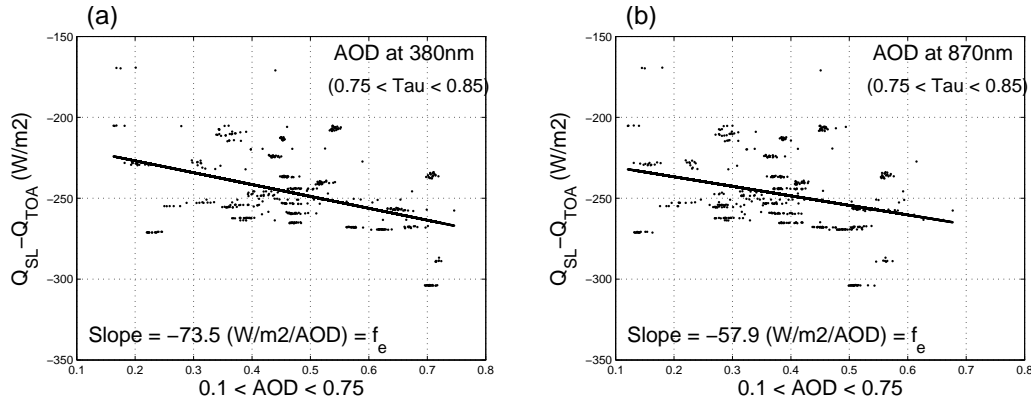 (a)
AOD at 380nm
(0.75 < Tau < 0.85)
−150
−200
−250
−300
−350
Q_SL−Q_TOA (W/m2)
Slope = −73.5 (W/m2/AOD) = f_e
0.1 0.2 0.3 0.4 0.5 0.6 0.7 0.8
0.1 < AOD < 0.75
(b)
AOD at 870nm
(0.75 < Tau < 0.85)
−150
−200
−250
−300
−350
Q_SL−Q_TOA (W/m2)
Slope = −57.9 (W/m2/AOD) = f_e
0.1 0.2 0.3 0.4 0.5 0.6 0.7 0.8
0.1 < AOD < 0.75